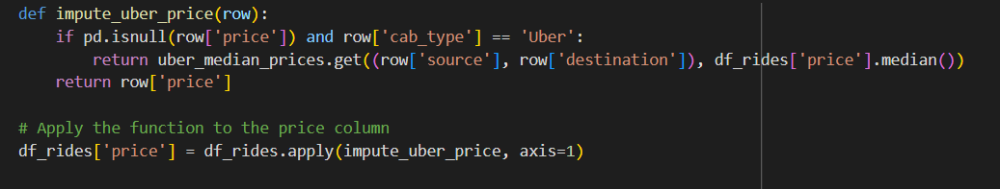 def impute_uber_price(row):
    if pd.isnull(row['price']) and row['cab_type'] == 'Uber':
        return uber_median_prices.get((row['source'], row['destination']), df_rides['price'].median())
    return row['price']

# Apply the function to the price column
df_rides['price'] = df_rides.apply(impute_uber_price, axis=1)